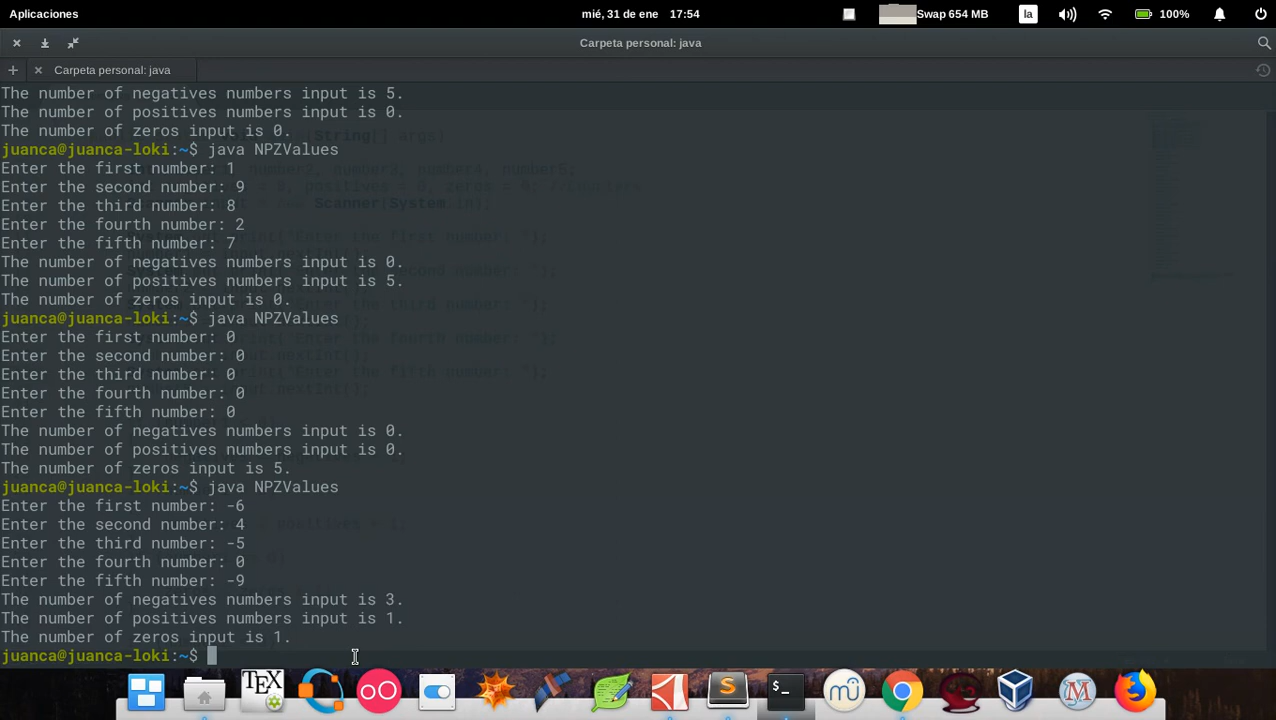 Aplicaciones mié, 31 de ene 17:54 Swap 654 MB la 100%
Carpeta personal: java
Carpeta personal: java
The number of negatives numbers input is 5.
The number of positives numbers input is 0.
The number of zeros input is 0.
juanca@juanca-loki:~$ java NPZValues
Enter the first number: 1
Enter the second number: 9
Enter the third number: 8
Enter the fourth number: 2
Enter the fifth number: 7
The number of negatives numbers input is 0.
The number of positives numbers input is 5.
The number of zeros input is 0.
juanca@juanca-loki:~$ java NPZValues
Enter the first number: 0
Enter the second number: 0
Enter the third number: 0
Enter the fourth number: 0
Enter the fifth number: 0
The number of negatives numbers input is 0.
The number of positives numbers input is 0.
The number of zeros input is 5.
juanca@juanca-loki:~$ java NPZValues
Enter the first number: -6
Enter the second number: 4
Enter the third number: -5
Enter the fourth number: 0
Enter the fifth number: -9
The number of negatives numbers input is 3.
The number of positives numbers input is 1.
The number of zeros input is 1.
juanca@juanca-loki:~$
TEX